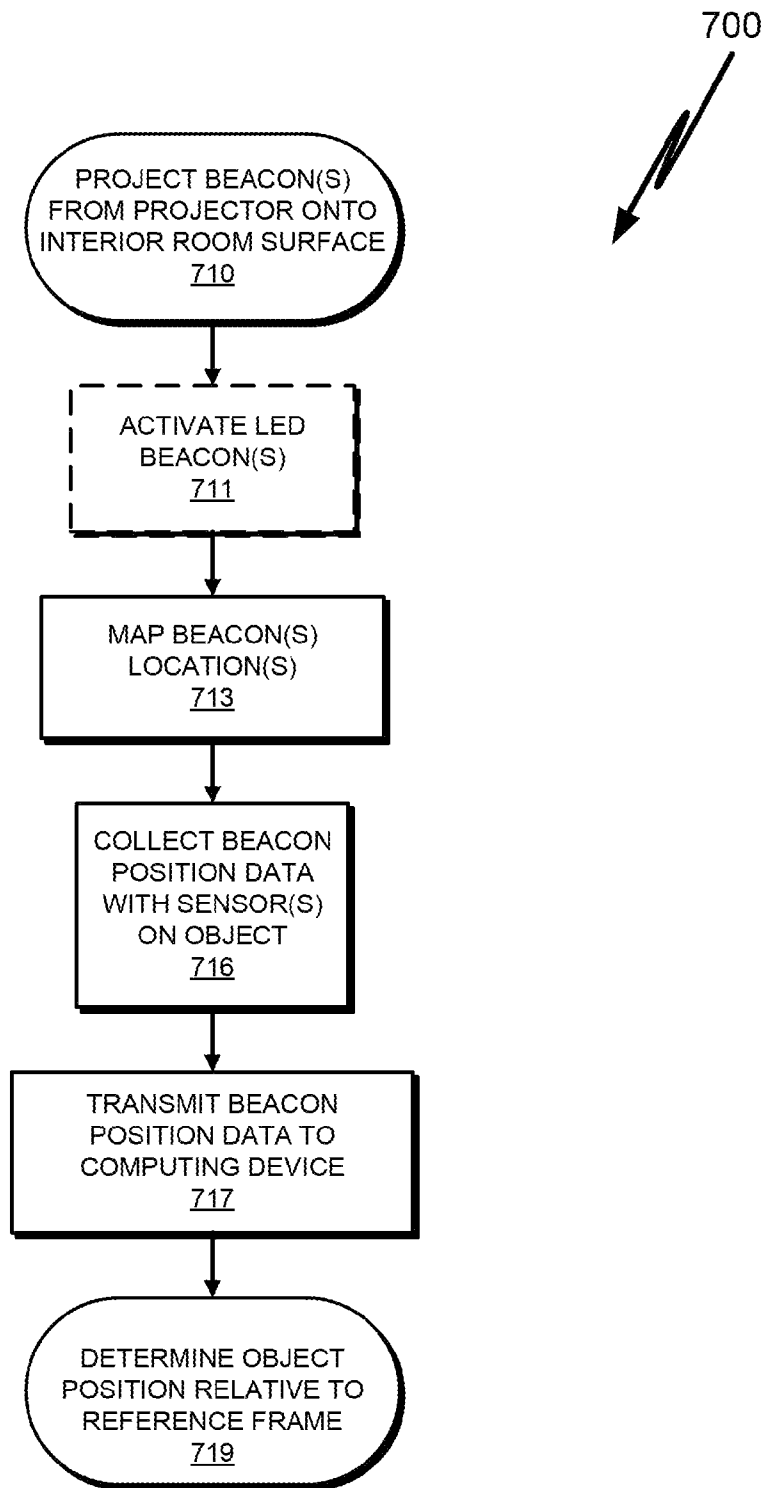 700
PROJECT BEACON(S)
FROM PROJECTOR ONTO
INTERIOR ROOM SURFACE
710
ACTIVATE LED
BEACON(S)
711
MAP BEACON(S)
LOCATION(S)
713
COLLECT BEACON
POSITION DATA
WITH SENSOR(S)
ON OBJECT
716
TRANSMIT BEACON
POSITION DATA TO
COMPUTING DEVICE
717
DETERMINE OBJECT
POSITION RELATIVE TO
REFERENCE FRAME
719